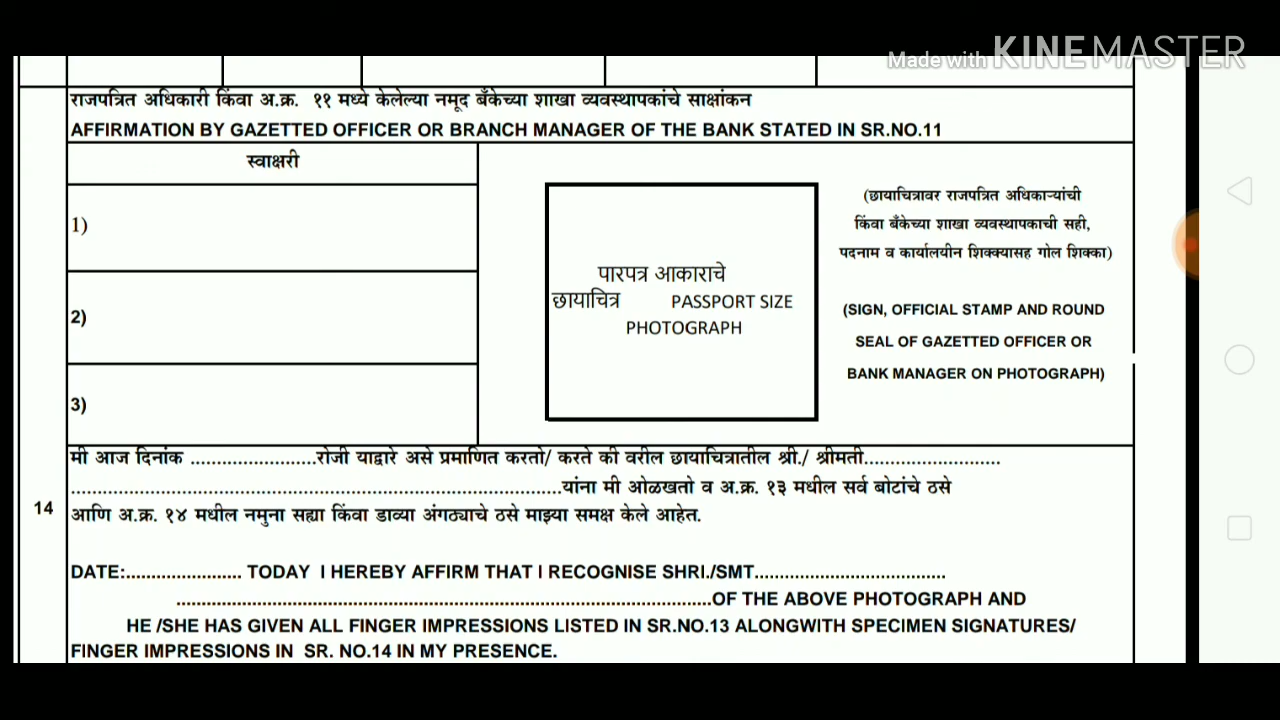 Made with KINEMASTER
राजपत्रित अधिकारी किंवा अ.क्र. ११ मध्ये केलेल्या नमूद बँकेच्या शाखा व्यवस्थापकांचे साक्षांकन
AFFIRMATION BY GAZETTED OFFICER OR BRANCH MANAGER OF THE BANK STATED IN SR.NO.11
स्वाक्षरी
1)
2)
3)
पारपत्र आकाराचे
छायाचित्र PASSPORT SIZE
PHOTOGRAPH
(छायाचित्रावर राजपत्रित अधिकाऱ्यांची
किंवा बँकेच्या शाखा व्यवस्थापकाची सही,
पदनाम व कार्यालयीन शिक्क्यासह गोल शिक्का)
(SIGN, OFFICIAL STAMP AND ROUND
SEAL OF GAZETTED OFFICER OR
BANK MANAGER ON PHOTOGRAPH)
14
मी आज दिनांक ........................रोजी याद्वारे असे प्रमाणित करतो/ करते की वरील छायाचित्रातील श्री./ श्रीमती..........................
..............................................................................................यांना मी ओळखतो व अ.क्र. १३ मधील सर्व बोटांचे ठसे
आणि अ.क्र. १४ मधील नमुना सह्या किंवा डाव्या अंगठ्याचे ठसे माझ्या समक्ष केले आहेत.
DATE:....................... TODAY I HEREBY AFFIRM THAT I RECOGNISE SHRI./SMT......................................
............................................................................................................OF THE ABOVE PHOTOGRAPH AND
HE /SHE HAS GIVEN ALL FINGER IMPRESSIONS LISTED IN SR.NO.13 ALONGWITH SPECIMEN SIGNATURES/
FINGER IMPRESSIONS IN SR. NO.14 IN MY PRESENCE.